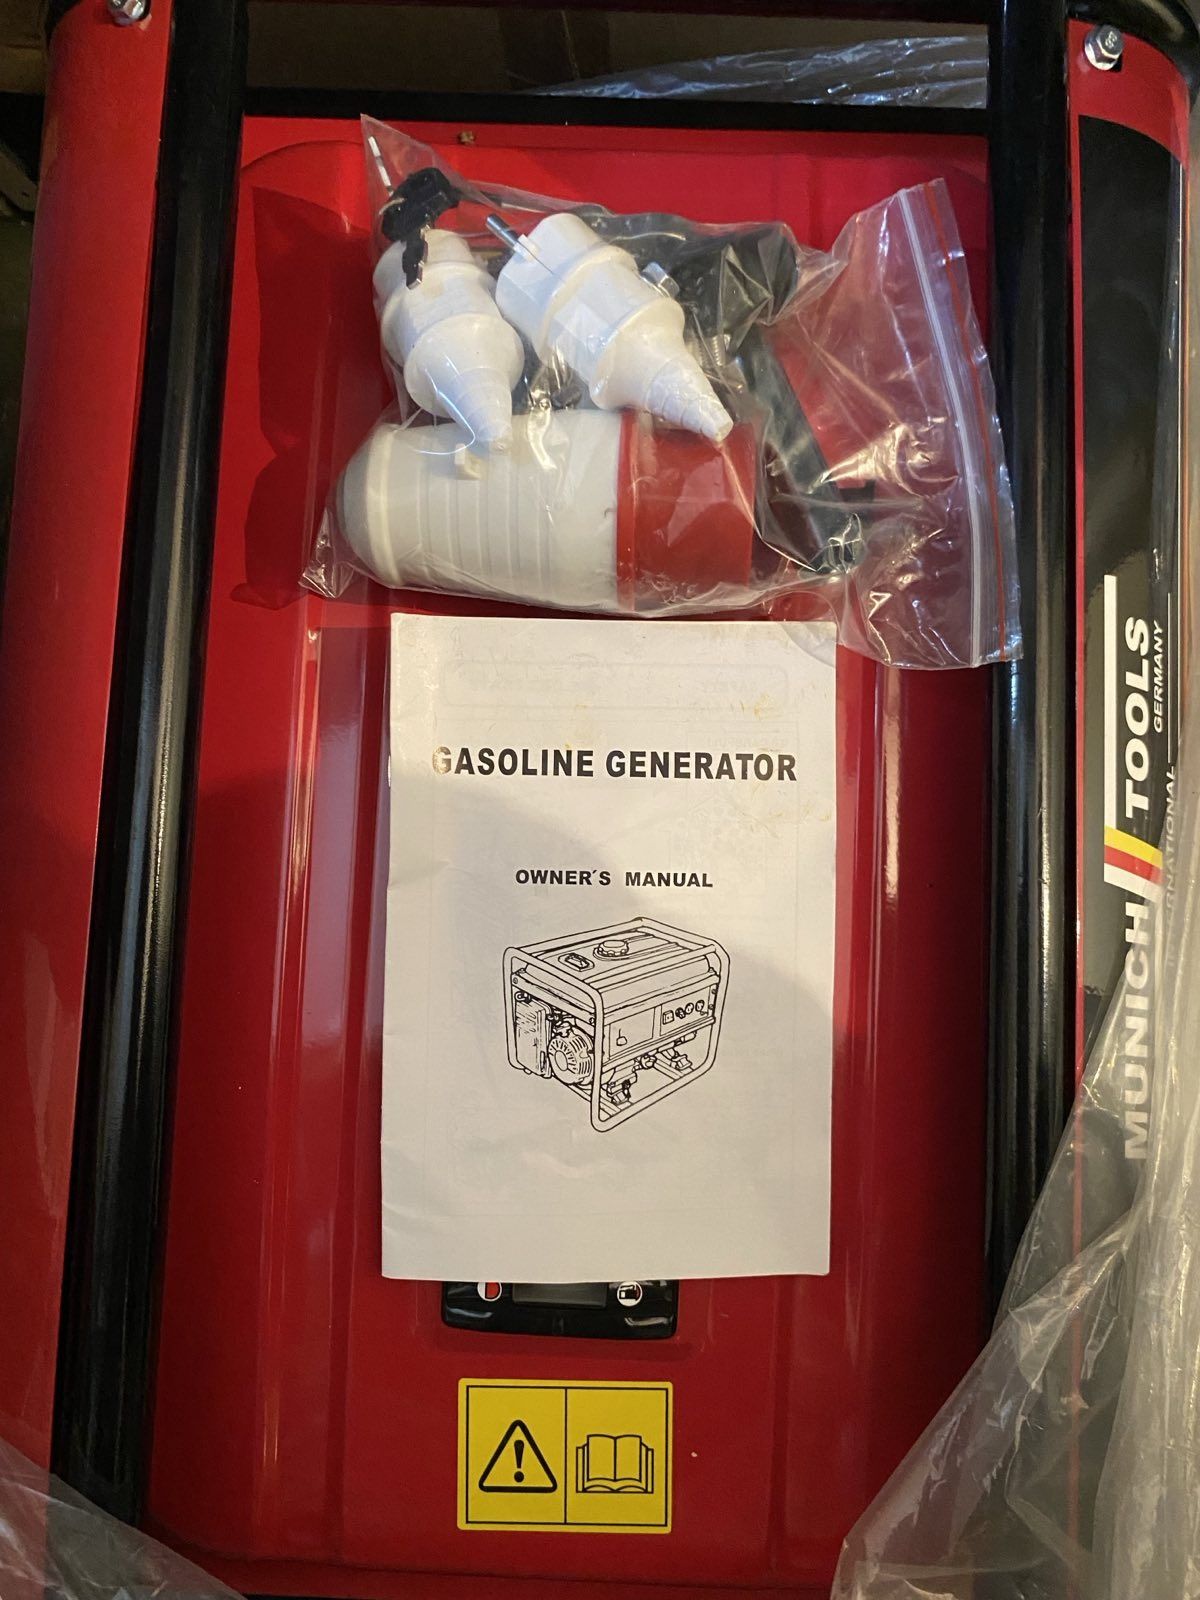 GASOLINE GENERATOR
OWNER´S MANUAL
MUNICH TOOLS
GERMANY